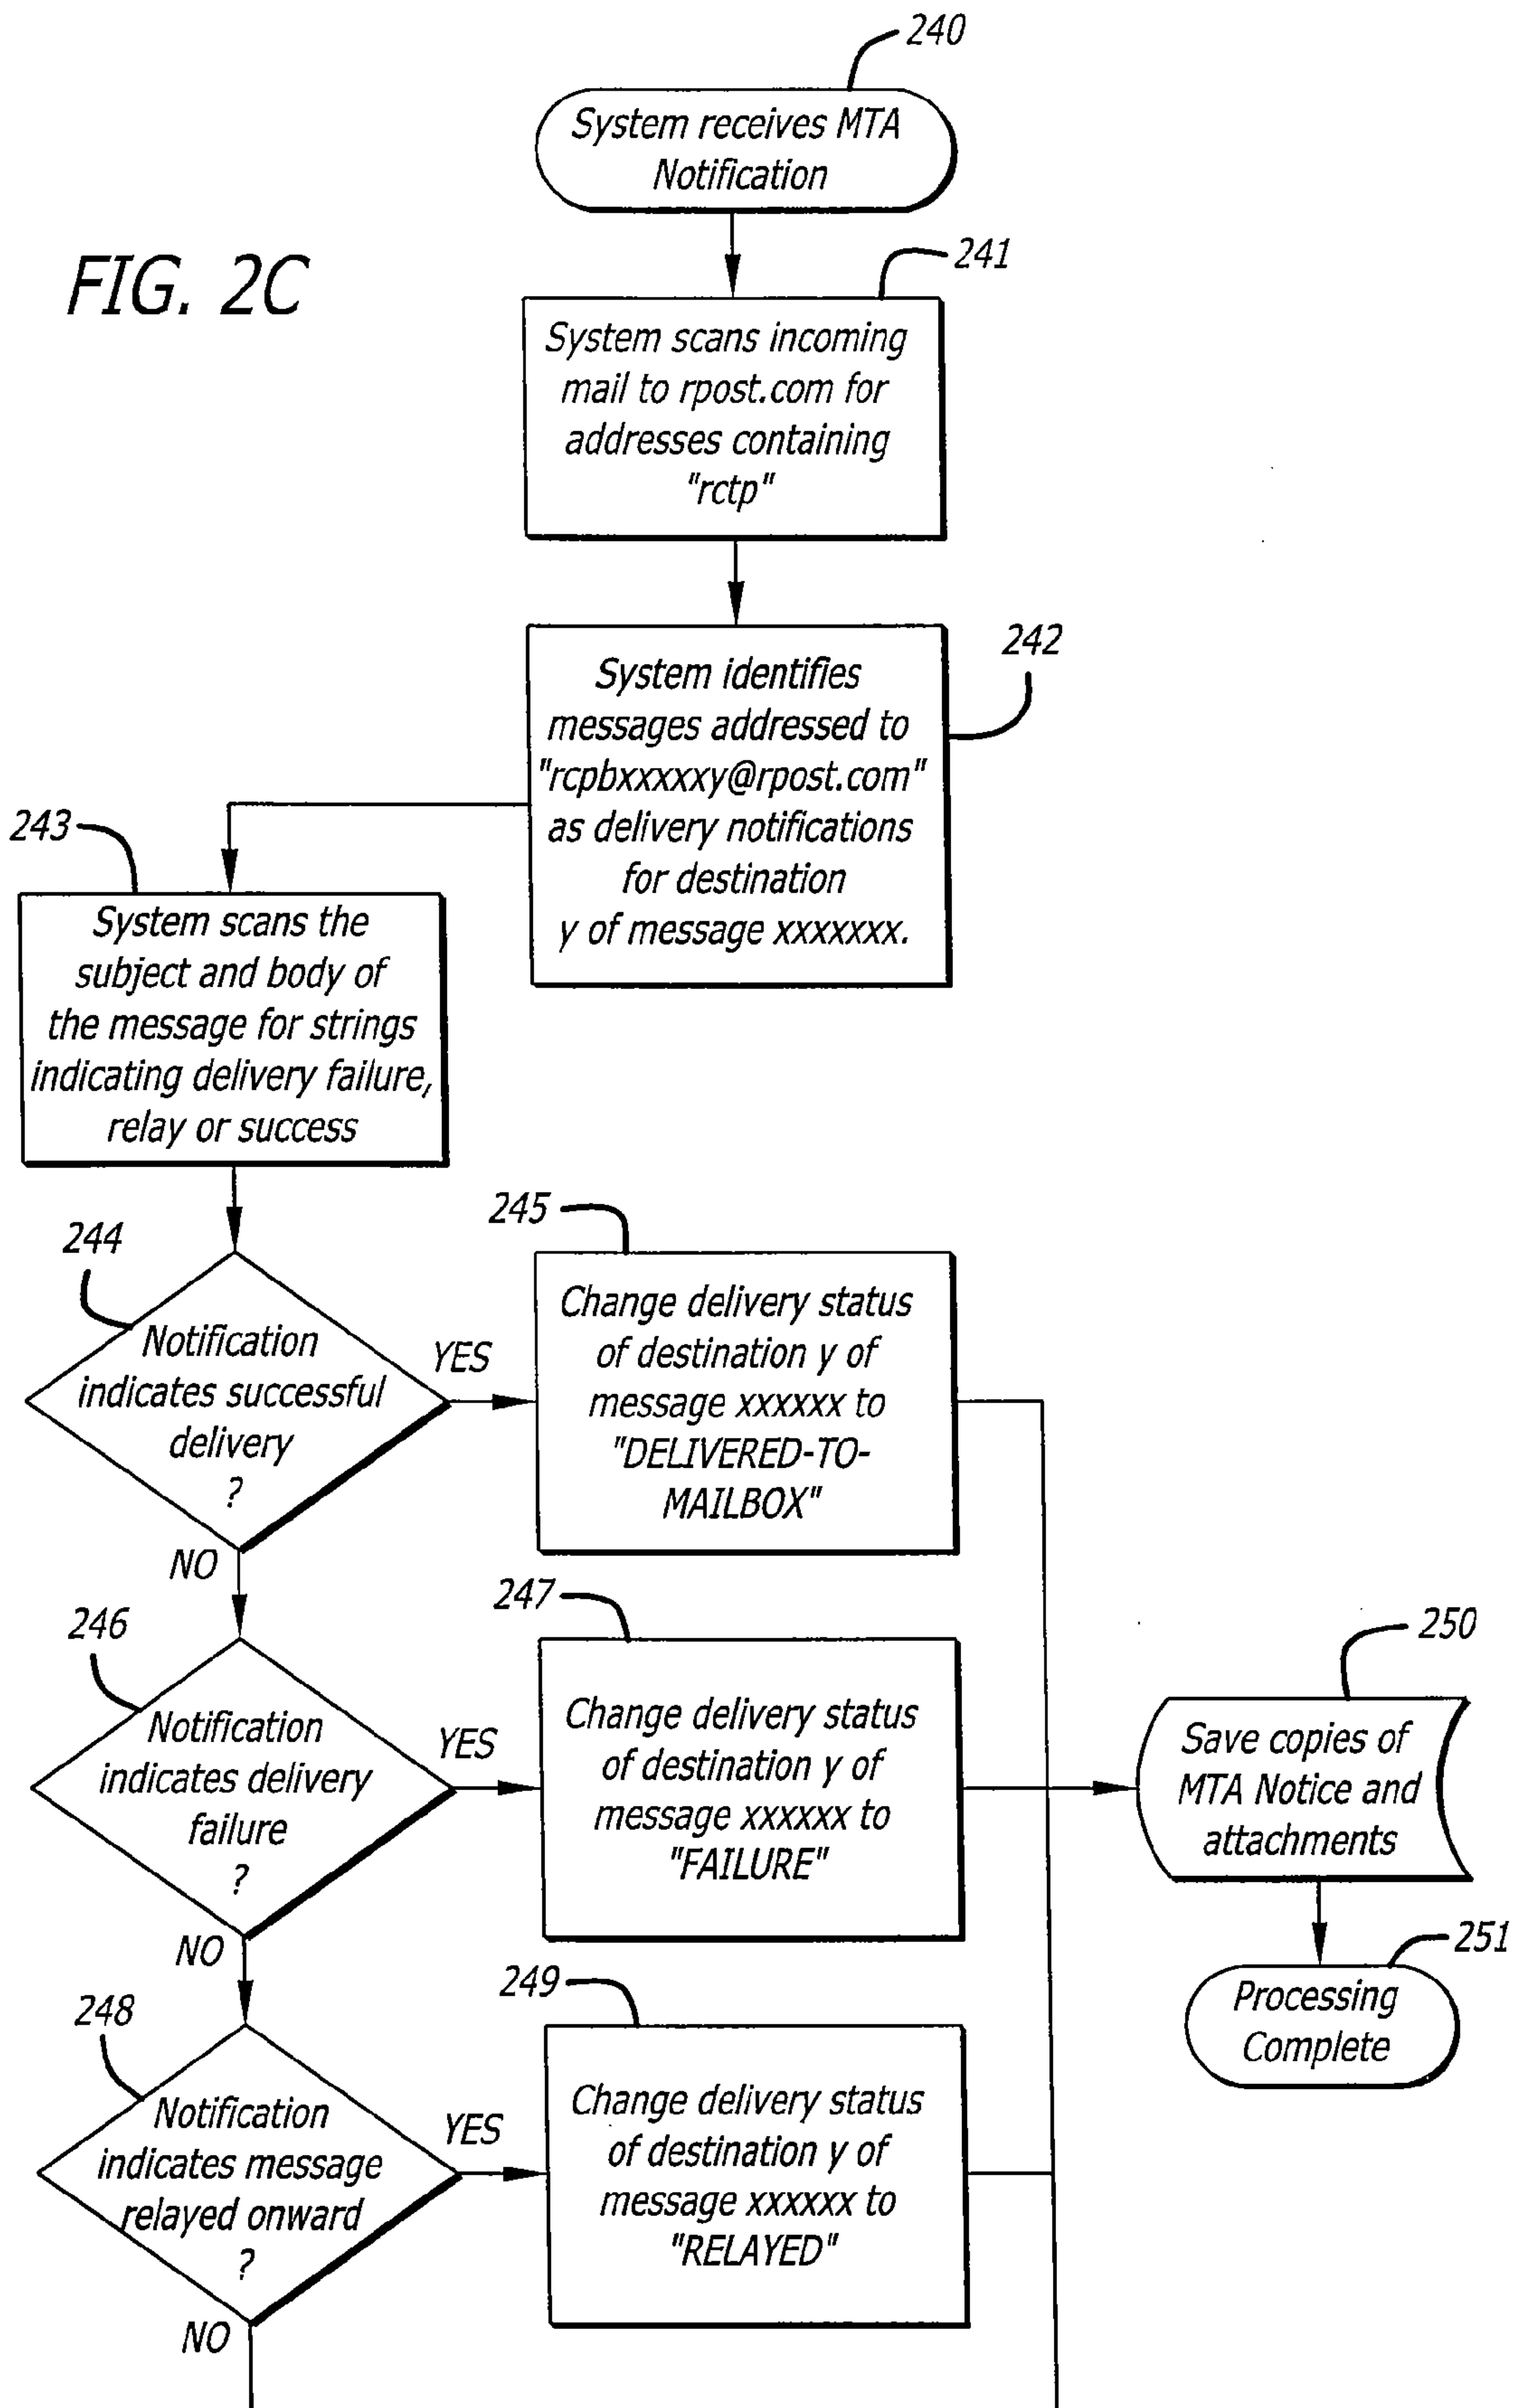 240
System receives MTA
Notification
FIG. 2C
241
System scans incoming
mail to rpost.com for
addresses containing
"rctp"
242
System identifies
messages addressed to
"rcpbxxxxxy@rpost.com"
as delivery notifications
for destination
y of message xxxxxxx.
243
System scans the
subject and body of
the message for strings
indicating delivery failure,
relay or success
244
Notification
indicates successful
delivery
?
YES
NO
245
Change delivery status
of destination y of
message xxxxxx to
"DELIVERED-TO-
MAILBOX"
246
Notification
indicates delivery
failure
?
YES
NO
247
Change delivery status
of destination y of
message xxxxxx to
"FAILURE"
248
Notification
indicates message
relayed onward
?
YES
NO
249
Change delivery status
of destination y of
message xxxxxx to
"RELAYED"
250
Save copies of
MTA Notice and
attachments
251
Processing
Complete